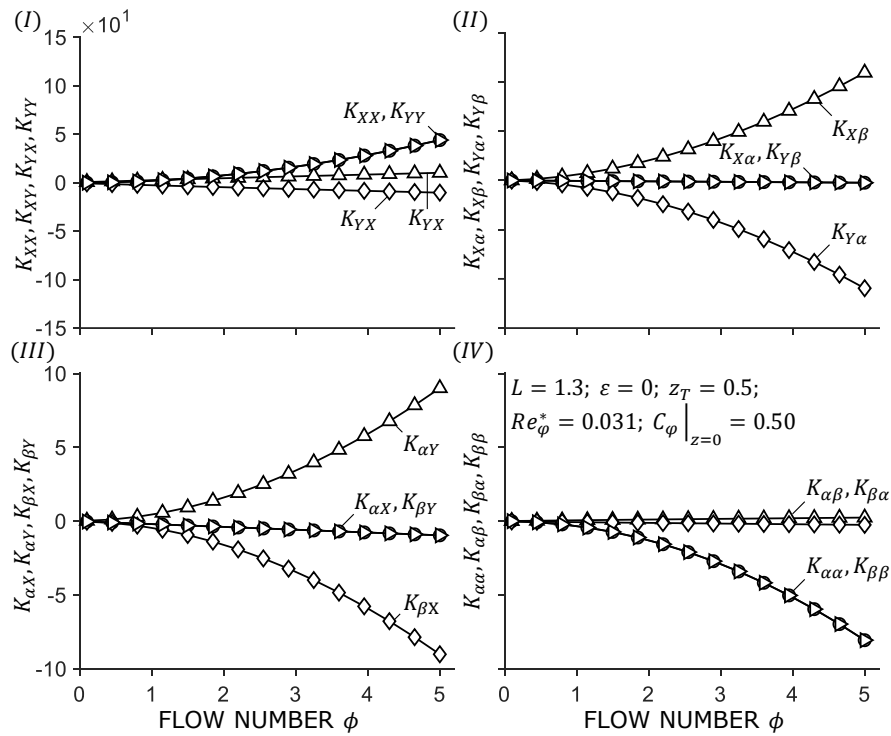 (I)
×10¹
15
10
5
0
-5
-10
-15
K_XX, K_XY, K_YX, K_YY
K_XX, K_YY
K_YX
K_YX
(II)
K_Xα, K_Xβ, K_Yα, K_Yβ
K_Xβ
K_Xα, K_Yβ
K_Yα
(III)
10
5
0
-5
-10
K_αX, K_αY, K_βX, K_βY
K_αY
K_αX, K_βY
K_βX
0 1 2 3 4 5
FLOW NUMBER ϕ
(IV)
K_αα, K_αβ, K_βα, K_ββ
L = 1.3; ε = 0; z_T = 0.5;
Re*_φ = 0.031; C_φ|_z=0 = 0.50
K_αβ, K_βα
K_αα, K_ββ
0 1 2 3 4 5
FLOW NUMBER ϕ